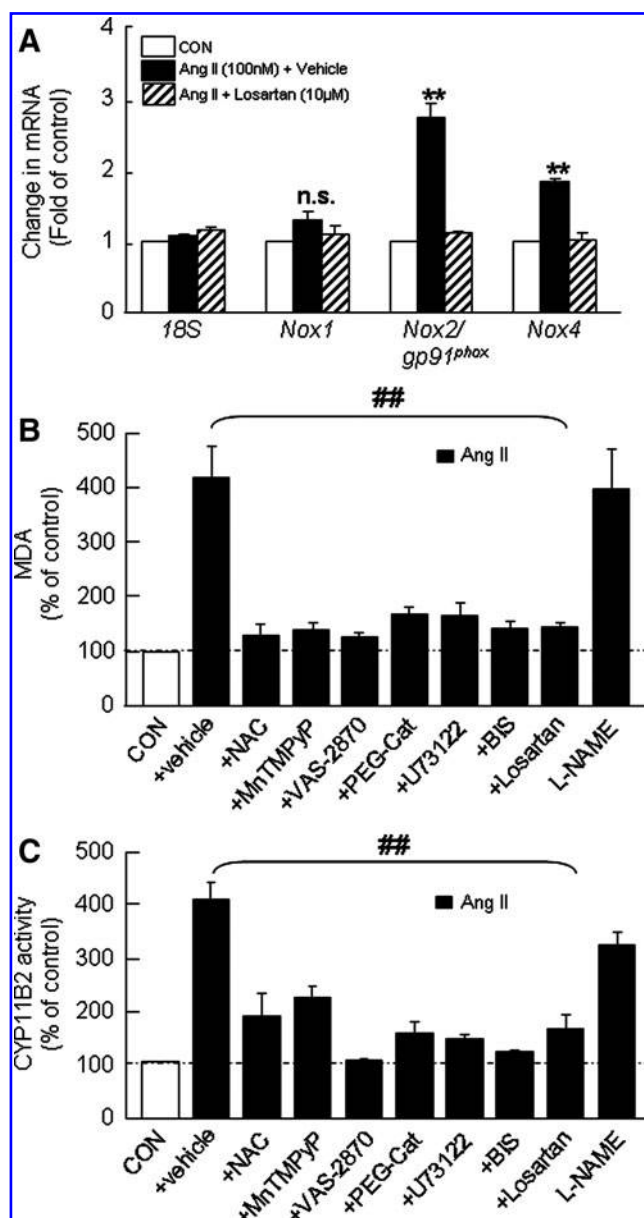 A
CON
Ang II (100nM) + Vehicle
Ang II + Losartan (10μM)
Change in mRNA
(Fold of control)
4
3
2
1
0
**
**
n.s.
18S
Nox1
Nox2/
gp91phox
Nox4
B
##
Ang II
MDA
(% of control)
500
400
300
200
100
0
CON
+vehicle
+NAC
+MnTMPyP
+VAS-2870
+PEG-Cat
+U73122
+BIS
+Losartan
L-NAME
C
##
Ang II
CYP11B2 activity
(% of control)
500
400
300
200
100
0
CON
+vehicle
+NAC
+MnTMPyP
+VAS-2870
+PEG-Cat
+U73122
+BIS
+Losartan
L-NAME